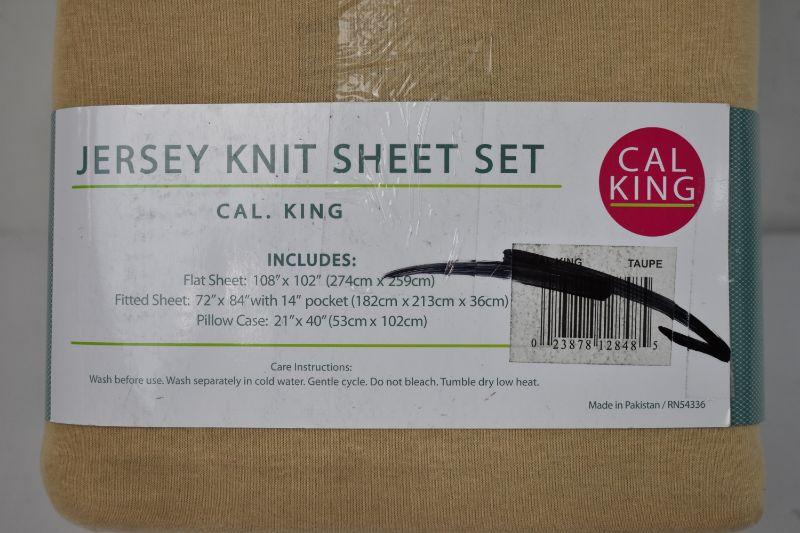 JERSEY KNIT SHEET SET
CAL. KING
CAL
KING
INCLUDES:
Flat Sheet: 108" x 102" (274cm x 259cm)
Fitted Sheet: 72" x 84" with 14" pocket (182cm x 213cm x 36cm)
Pillow Case: 21" x 40" (53cm x 102cm)
KING TAUPE
0 23878 12848 5
Care Instructions:
Wash before use. Wash separately in cold water. Gentle cycle. Do not bleach. Tumble dry low heat.
Made in Pakistan / RN54336